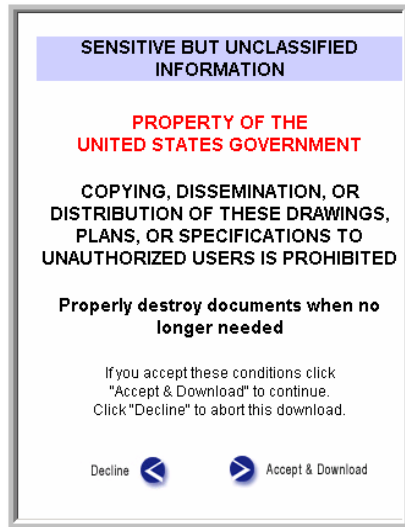 SENSITIVE BUT UNCLASSIFIED
INFORMATION
PROPERTY OF THE
UNITED STATES GOVERNMENT
COPYING, DISSEMINATION, OR
DISTRIBUTION OF THESE DRAWINGS,
PLANS, OR SPECIFICATIONS TO
UNAUTHORIZED USERS IS PROHIBITED
Properly destroy documents when no
longer needed
If you accept these conditions click
"Accept & Download" to continue.
Click "Decline" to abort this download.
Decline Accept & Download